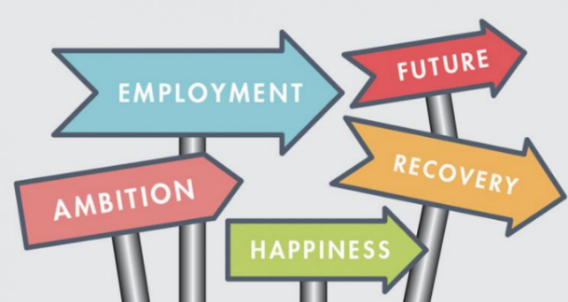 EMPLOYMENT
FUTURE
AMBITION
RECOVERY
HAPPINESS